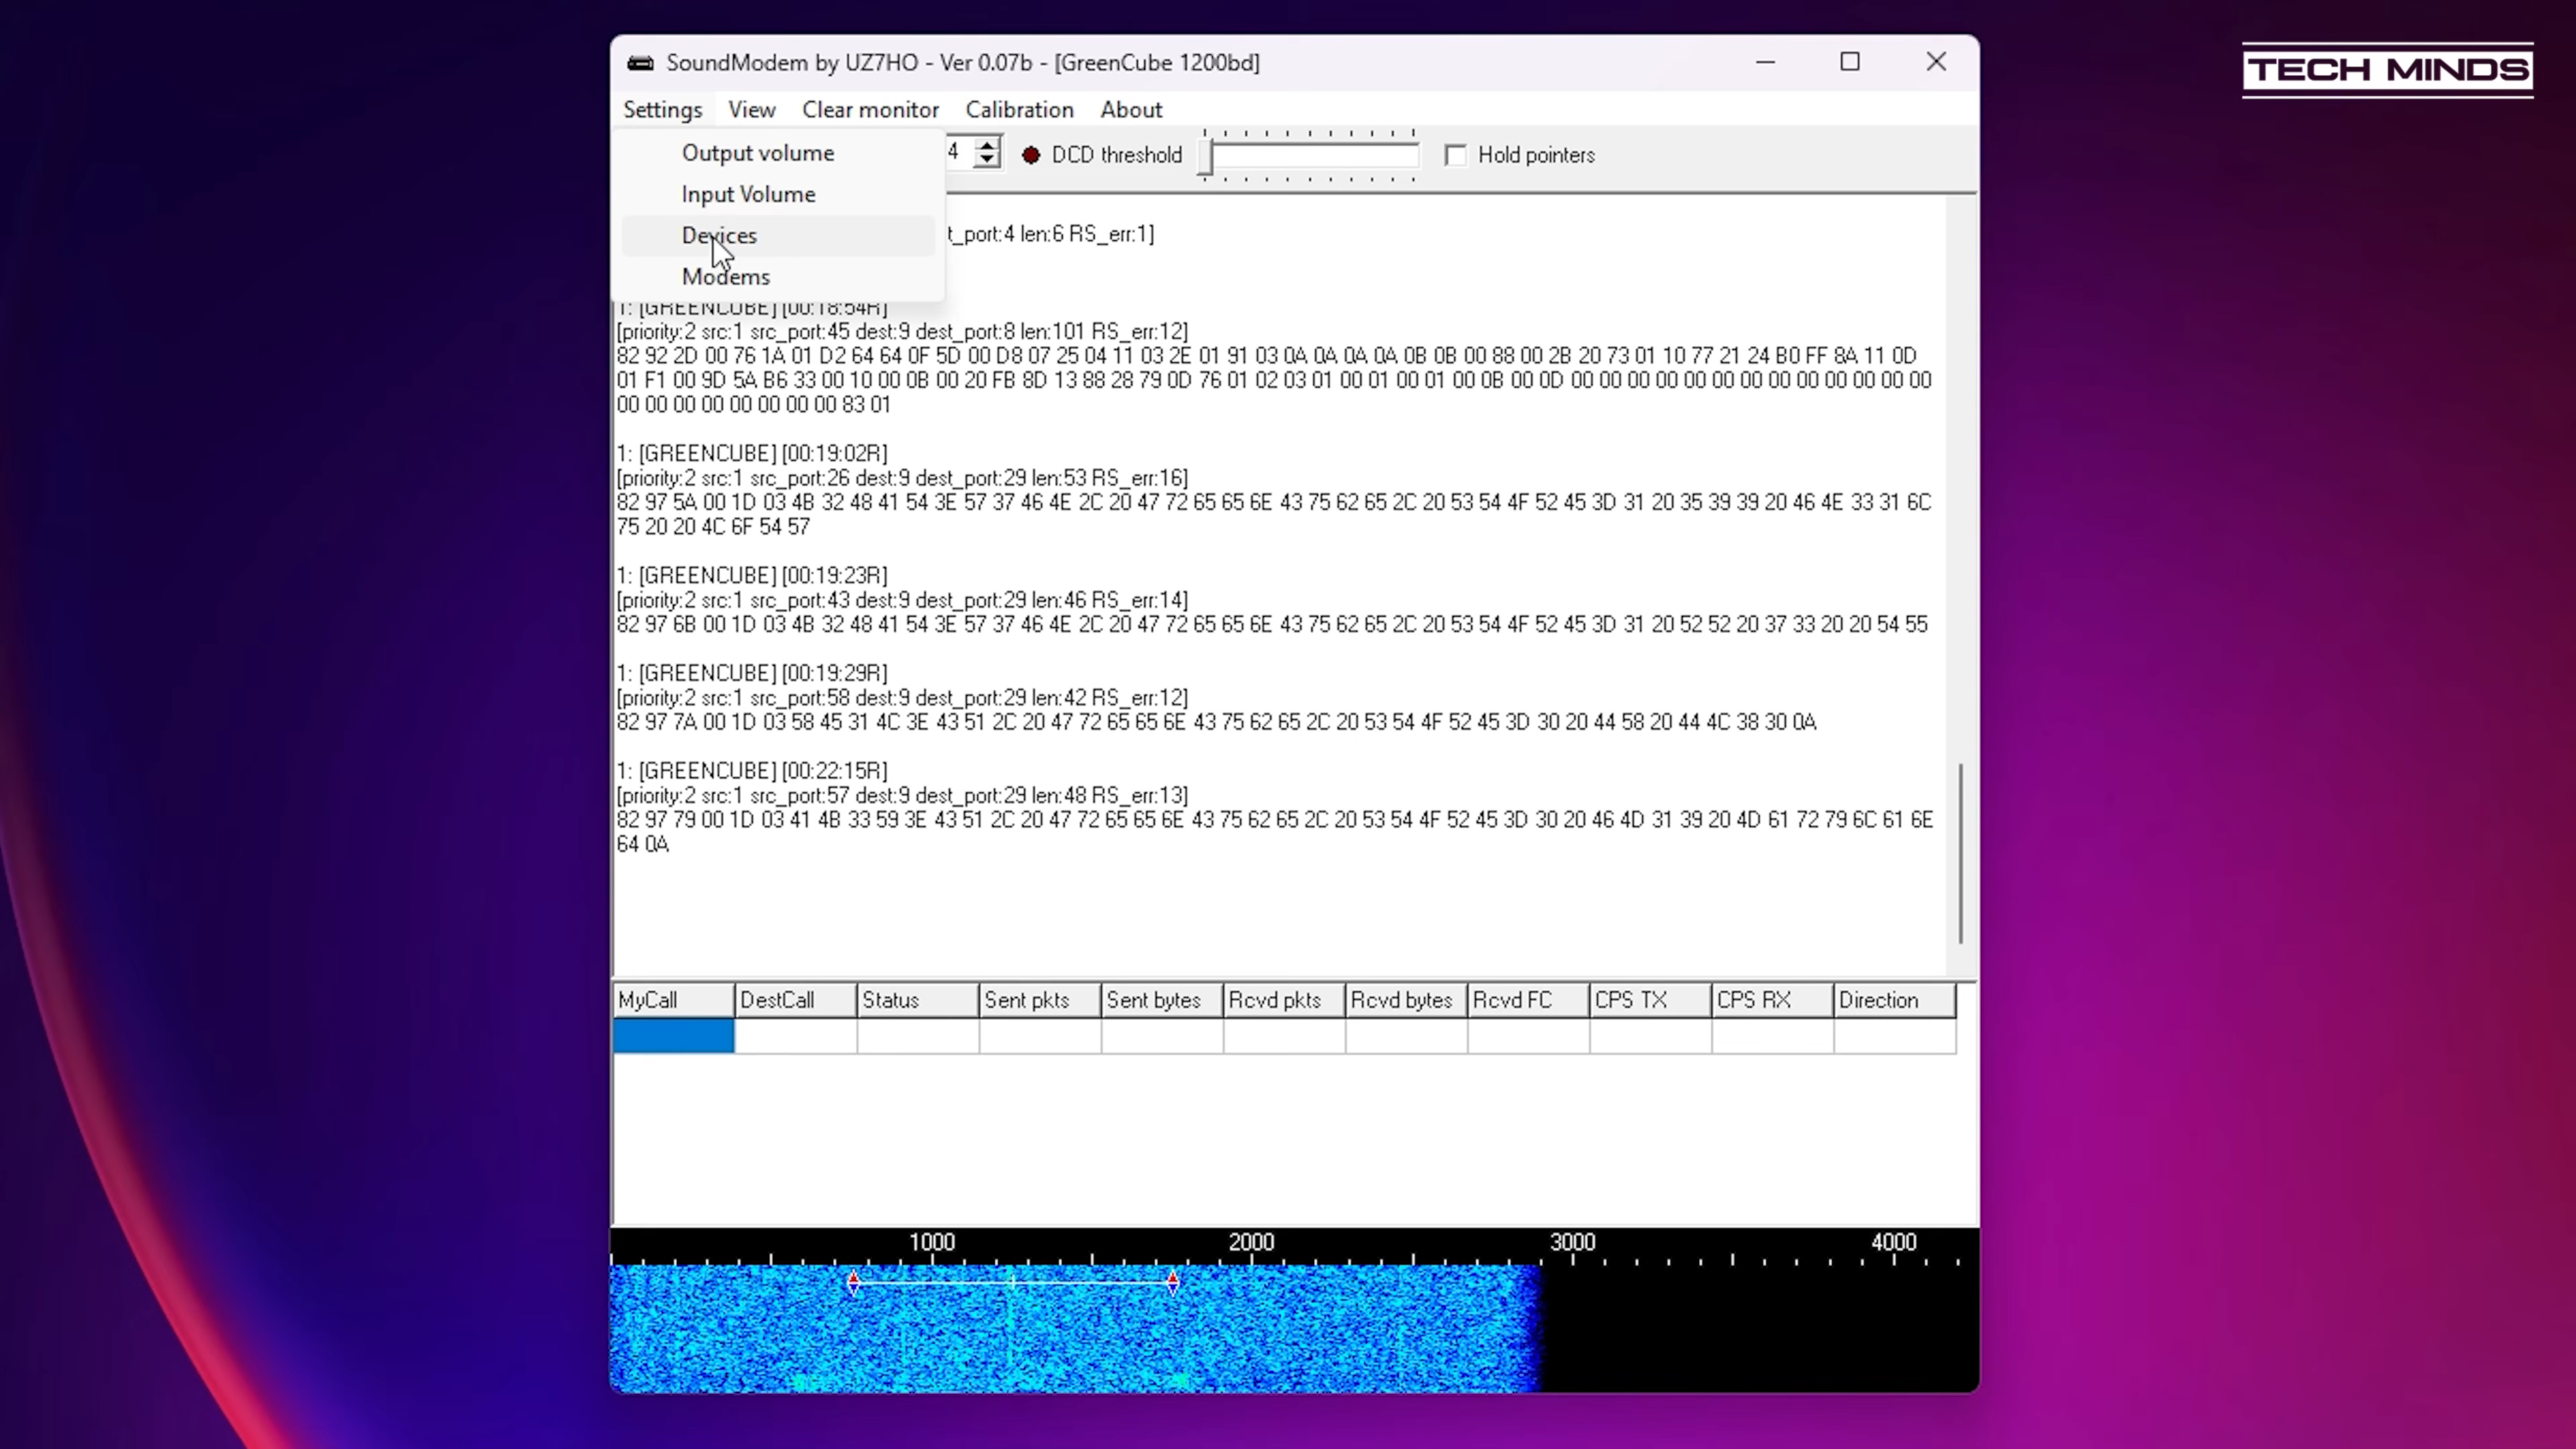 TECH MINDS
SoundModem by UZ7HO - Ver 0.07b - [GreenCube 1200bd]
Settings View Clear monitor Calibration About
Output volume
Input Volume
Devices
Modems
4 DCD threshold Hold pointers
t_port:4 len:6 RS_err:1]
1: [GREENCUBE] [00:18:54R]
[priority:2 src:1 src_port:45 dest:9 dest_port:8 len:101 RS_err:12]
82 92 2D 00 76 1A 01 D2 64 64 0F 5D 00 D8 07 25 04 11 03 2E 01 91 03 0A 0A 0A 0A 0B 0B 00 88 00 2B 20 73 01 10 77 21 24 B0 FF 8A 11 0D
01 F1 00 9D 5A B6 33 00 10 00 0B 00 20 FB 8D 13 88 28 79 0D 76 01 02 03 01 00 01 00 01 00 0B 00 0D 00 00 00 00 00 00 00 00 00 00 00 00 00
00 00 00 00 00 00 00 00 83 01
1: [GREENCUBE] [00:19:02R]
[priority:2 src:1 src_port:26 dest:9 dest_port:29 len:53 RS_err:16]
82 97 5A 00 1D 03 4B 32 48 41 54 3E 57 37 46 4E 2C 20 47 72 65 65 6E 43 75 62 65 2C 20 53 54 4F 52 45 3D 31 20 35 39 39 20 46 4E 33 31 6C
75 20 20 4C 6F 54 57
1: [GREENCUBE] [00:19:23R]
[priority:2 src:1 src_port:43 dest:9 dest_port:29 len:46 RS_err:14]
82 97 6B 00 1D 03 4B 32 48 41 54 3E 57 37 46 4E 2C 20 47 72 65 65 6E 43 75 62 65 2C 20 53 54 4F 52 45 3D 31 20 52 52 20 37 33 20 20 54 55
1: [GREENCUBE] [00:19:29R]
[priority:2 src:1 src_port:58 dest:9 dest_port:29 len:42 RS_err:12]
82 97 7A 00 1D 03 58 45 31 4C 3E 43 51 2C 20 47 72 65 65 6E 43 75 62 65 2C 20 53 54 4F 52 45 3D 30 20 44 58 20 44 4C 38 30 0A
1: [GREENCUBE] [00:22:15R]
[priority:2 src:1 src_port:57 dest:9 dest_port:29 len:48 RS_err:13]
82 97 79 00 1D 03 41 4B 33 59 3E 43 51 2C 20 47 72 65 65 6E 43 75 62 65 2C 20 53 54 4F 52 45 3D 30 20 46 4D 31 39 20 4D 61 72 79 6C 61 6E
64 0A
MyCall DestCall Status Sent pkts Sent bytes Rcvd pkts Rcvd bytes Rcvd FC CPS TX CPS RX Direction
1000 2000 3000 4000